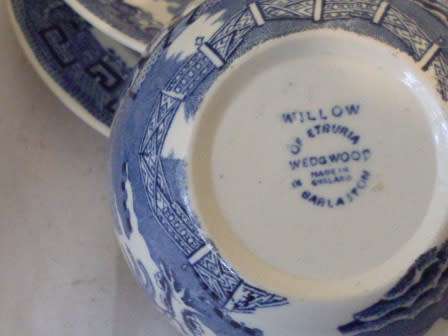 WILLOW
OF ETRURIA
WEDGWOOD
MADE IN
ENGLAND
& BARLASTON